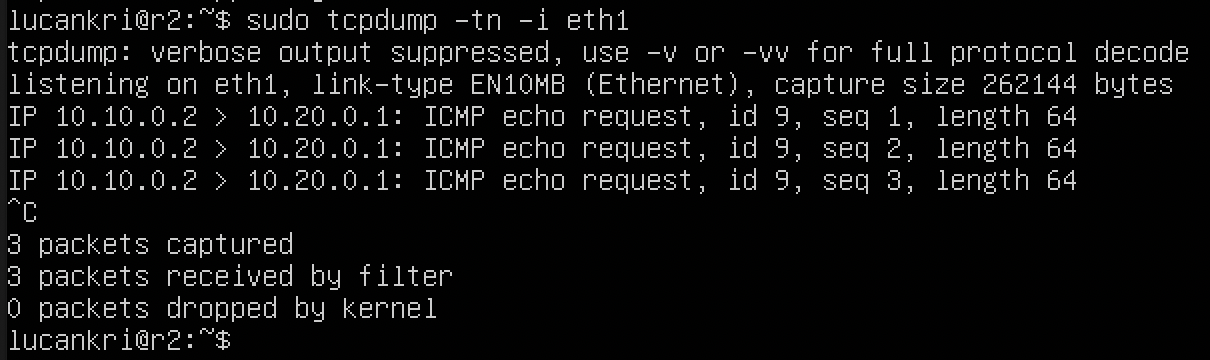 lucankri@r2:~$ sudo tcpdump -tn -i eth1
tcpdump: verbose output suppressed, use -v or -vv for full protocol decode
listening on eth1, link-type EN10MB (Ethernet), capture size 262144 bytes
IP 10.10.0.2 > 10.20.0.1: ICMP echo request, id 9, seq 1, length 64
IP 10.10.0.2 > 10.20.0.1: ICMP echo request, id 9, seq 2, length 64
IP 10.10.0.2 > 10.20.0.1: ICMP echo request, id 9, seq 3, length 64
^C
3 packets captured
3 packets received by filter
0 packets dropped by kernel
lucankri@r2:~$